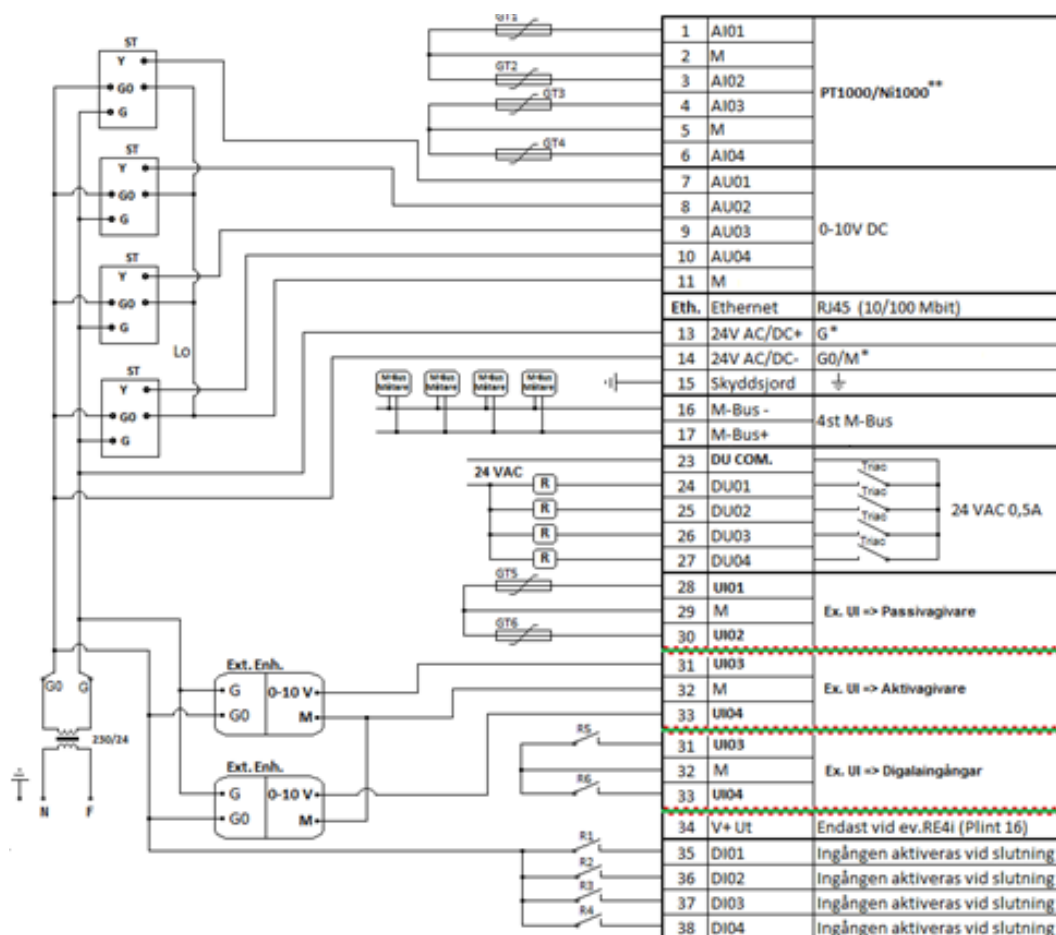 GT1
1 AI01
2 M
GT2
3 AI02
PT1000/Ni1000**
GT3
4 AI03
5 M
GT4
6 AI04
ST
Y
G0
G
ST
Y
G0
G
ST
Y
G0
G
Lo
ST
Y
G0
G
7 AU01
8 AU02
9 AU03
0-10V DC
10 AU04
11 M
Eth. Ethernet RJ45 (10/100 Mbit)
13 24V AC/DC+ G*
14 24V AC/DC- G0/M*
15 Skyddsjord
M-Bus Mätare
M-Bus Mätare
M-Bus Mätare
M-Bus Mätare
16 M-Bus -
4st M-Bus
17 M-Bus+
23 DU COM.
24 VAC
R
24 DU01
Triac
R
25 DU02
Triac
24 VAC 0,5A
R
26 DU03
Triac
R
27 DU04
Triac
GT5
28 UI01
29 M
Ex. UI => Passivagivare
GT6
30 UI02
31 UI03
32 M
Ex. UI => Aktivagivare
33 UI04
Ext. Enh.
G 0-10 V
G0 M
G0 G
230/24
N F
Ext. Enh.
G 0-10 V
G0 M
R5
31 UI03
32 M
Ex. UI => Digalaingångar
R6
33 UI04
34 V+ Ut Endast vid ev.RE4i (Plint 16)
R1
35 DI01 Ingången aktiveras vid slutning
R2
36 DI02 Ingången aktiveras vid slutning
R3
37 DI03 Ingången aktiveras vid slutning
R4
38 DI04 Ingången aktiveras vid slutning